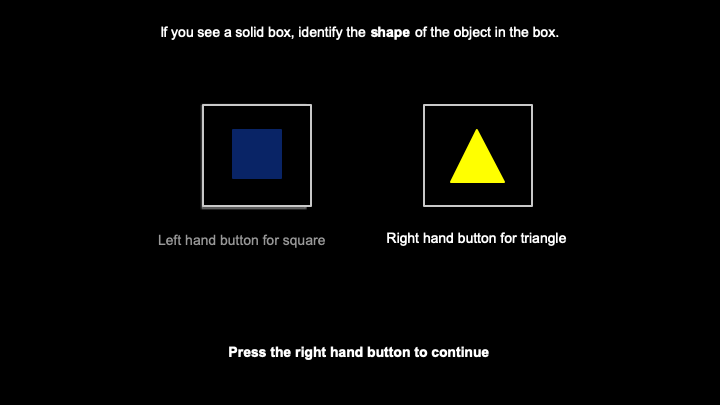 If you see a solid box, identify the shape of the object in the box.
Left hand button for square
Right hand button for triangle
Press the right hand button to continue